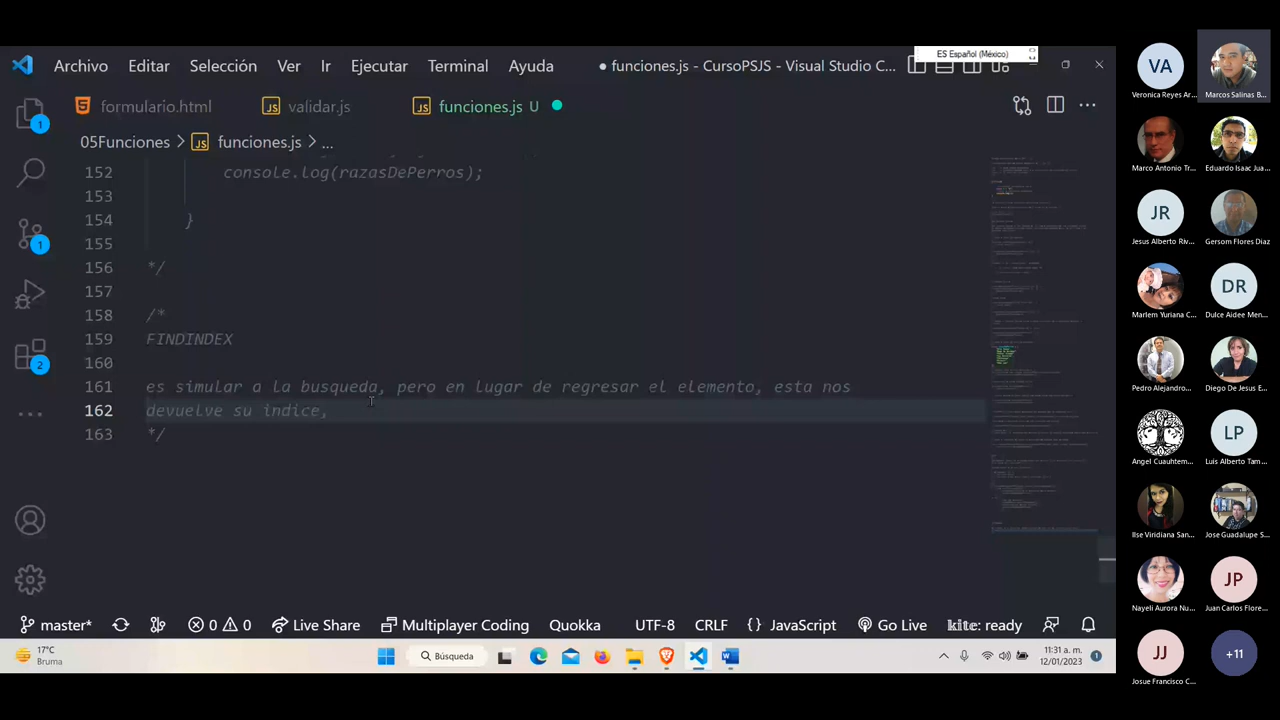 ES Español (México)
Archivo Editar Selección Ver Ir Ejecutar Terminal Ayuda
● funciones.js - CursoPSJS - Visual Studio C...
formulario.html
JS validar.js
JS funciones.js U
05Funciones > JS funciones.js > ...
152 console.log(razasDePerros);
153
154 }
155
156 */
157
158 /*
159 FINDINDEX
160
161 es simular a la busqueda, pero en lugar de regresar el elemento, esta nos
162 devuelve su indice,
163 */
1
1
2
master* 0 0 Live Share Multiplayer Coding Quokka UTF-8 CRLF {} JavaScript Go Live kite: ready
17°C
Bruma
Búsqueda
11:31 a. m.
12/01/2023
1
VA
Veronica Reyes Ar...
Marcos Salinas B...
Marco Antonio Tr...
Eduardo Isaac Jua...
JR
Jesus Alberto Riv...
Gersom Flores Diaz
Marlem Yuriana C...
DR
Dulce Aidee Men...
Pedro Alejandro...
Diego De Jesus E...
Angel Cuauhtem...
LP
Luis Alberto Tam...
Ilse Viridiana San...
Jose Guadalupe S...
Nayeli Aurora Nu...
JP
Juan Carlos Flore...
JJ
Josue Francisco C...
+11